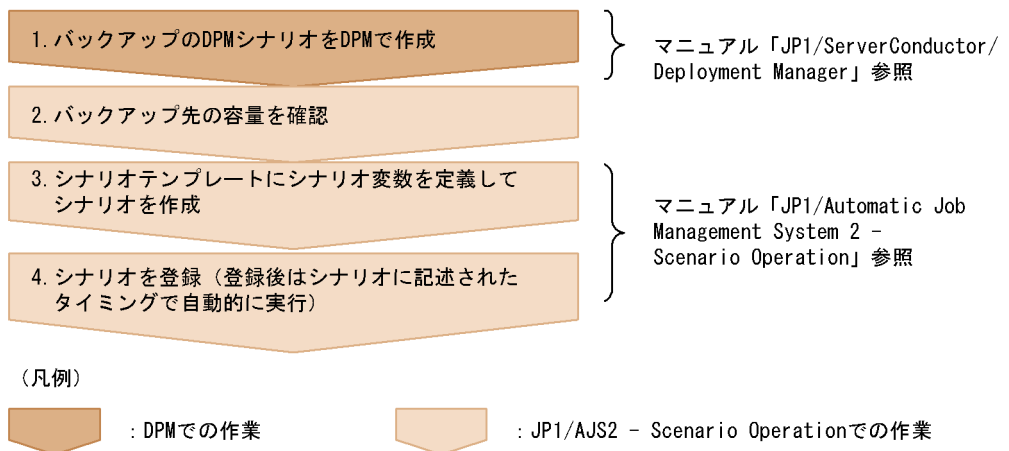 1. バックアップのDPMシナリオをDPMで作成
マニュアル「JP1/ServerConductor/
Deployment Manager」参照
2. バックアップ先の容量を確認
3. シナリオテンプレートにシナリオ変数を定義して
シナリオを作成
マニュアル「JP1/Automatic Job
Management System 2 -
Scenario Operation」参照
4. シナリオを登録（登録後はシナリオに記述された
タイミングで自動的に実行）
（凡例）
：DPMでの作業
：JP1/AJS2 - Scenario Operationでの作業